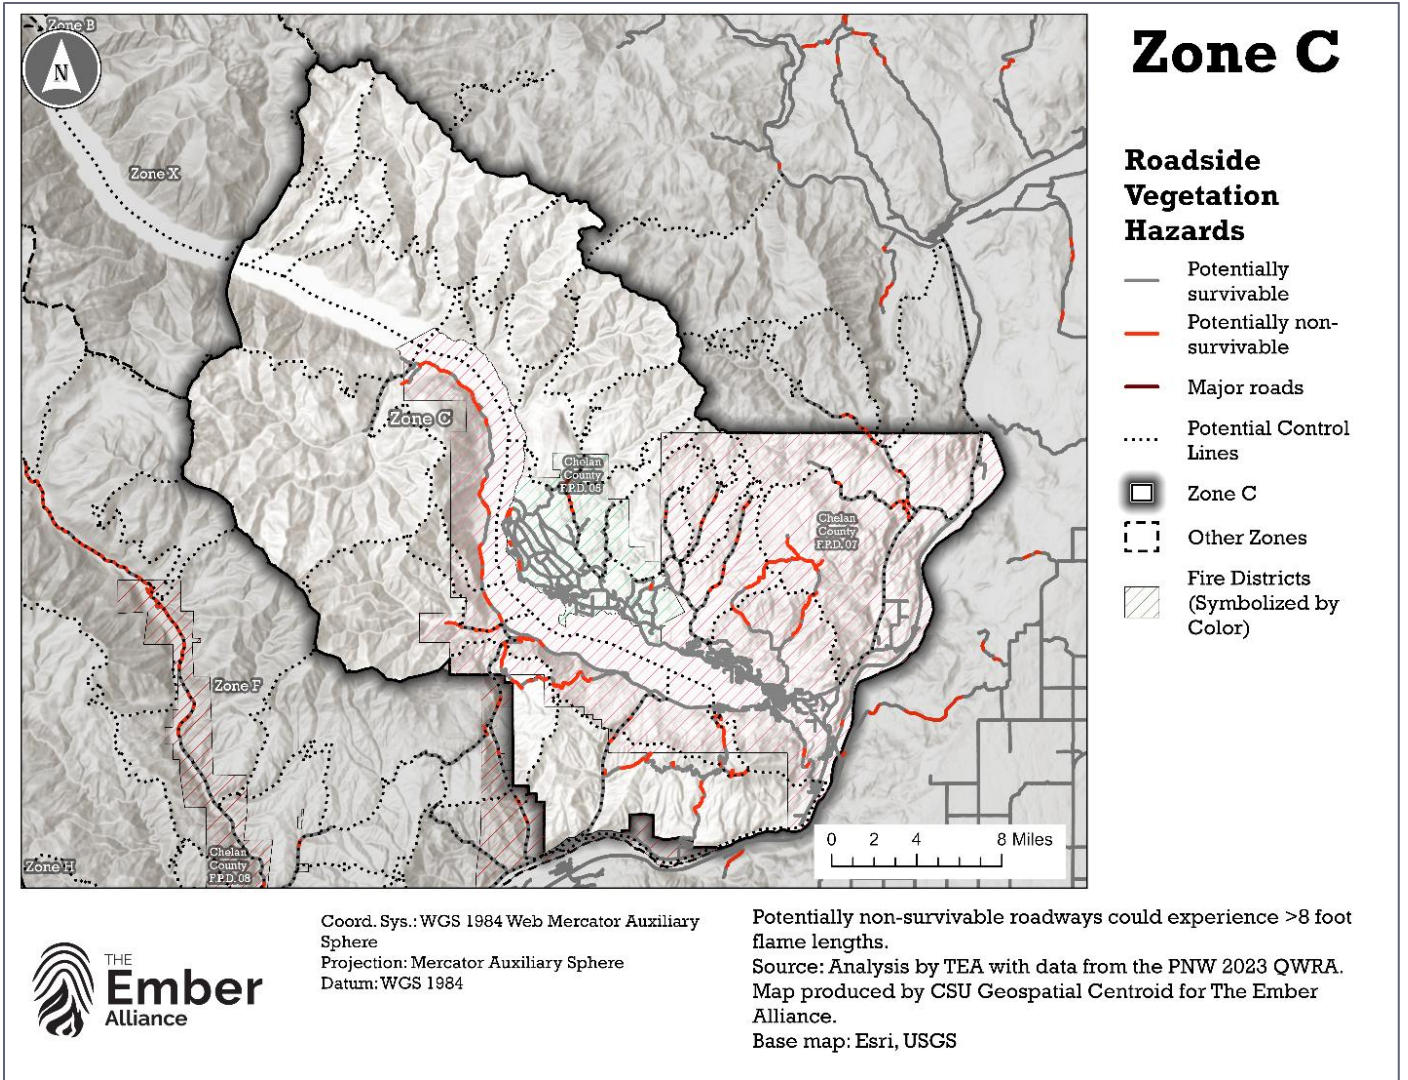 Zone B
N
Zone X
Zone C
Chelan
County
F.P.D. 05
Chelan
County
F.P.D. 07
Zone F
Chelan
County
F.P.D. 08
Zone H
0 2 4 8 Miles
Zone C
Roadside
Vegetation
Hazards
Potentially
survivable
Potentially non-
survivable
Major roads
Potential Control
Lines
Zone C
Other Zones
Fire Districts
(Symbolized by
Color)
THE
Ember
Alliance
Coord. Sys.: WGS 1984 Web Mercator Auxiliary
Sphere
Projection: Mercator Auxiliary Sphere
Datum: WGS 1984
Potentially non-survivable roadways could experience >8 foot
flame lengths.
Source: Analysis by TEA with data from the PNW 2023 QWRA.
Map produced by CSU Geospatial Centroid for The Ember
Alliance.
Base map: Esri, USGS